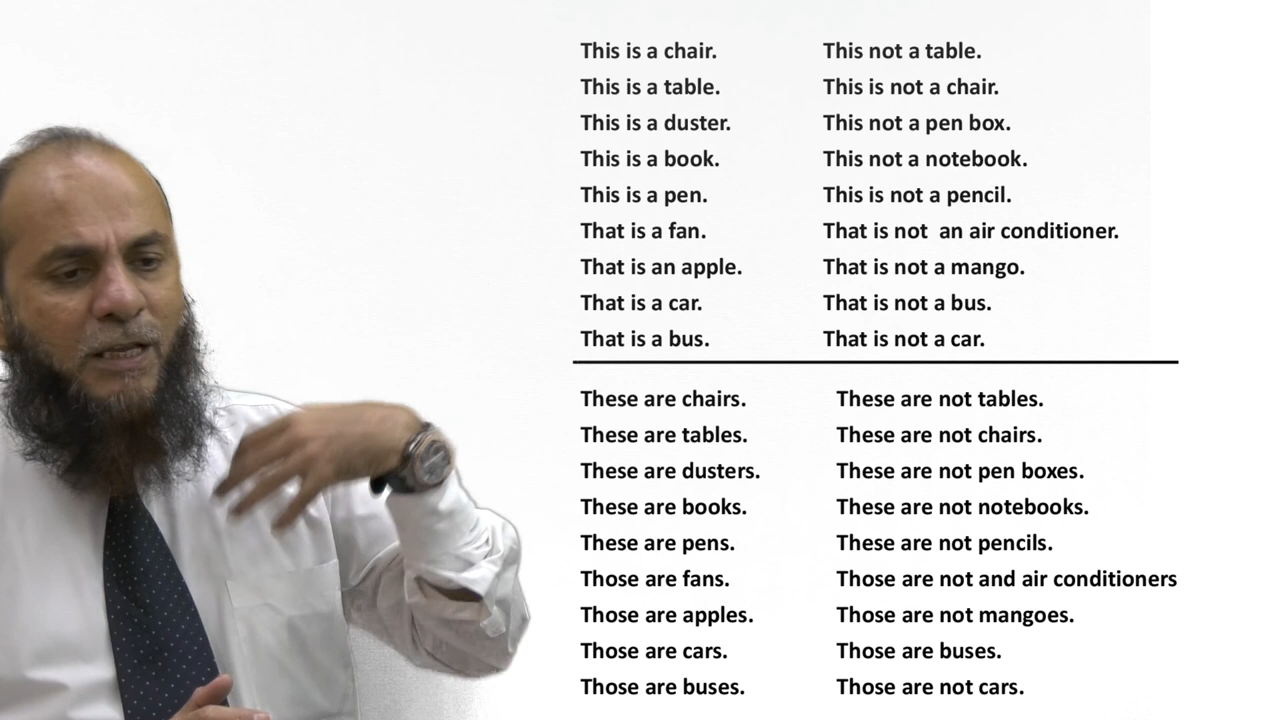 This is a chair. This not a table.
This is a table. This is not a chair.
This is a duster. This not a pen box.
This is a book. This not a notebook.
This is a pen. This is not a pencil.
That is a fan. That is not  an air conditioner.
That is an apple. That is not a mango.
That is a car. That is not a bus.
That is a bus. That is not a car.
These are chairs. These are not tables.
These are tables. These are not chairs.
These are dusters. These are not pen boxes.
These are books. These are not notebooks.
These are pens. These are not pencils.
Those are fans. Those are not and air conditioners
Those are apples. Those are not mangoes.
Those are cars. Those are buses.
Those are buses. Those are not cars.